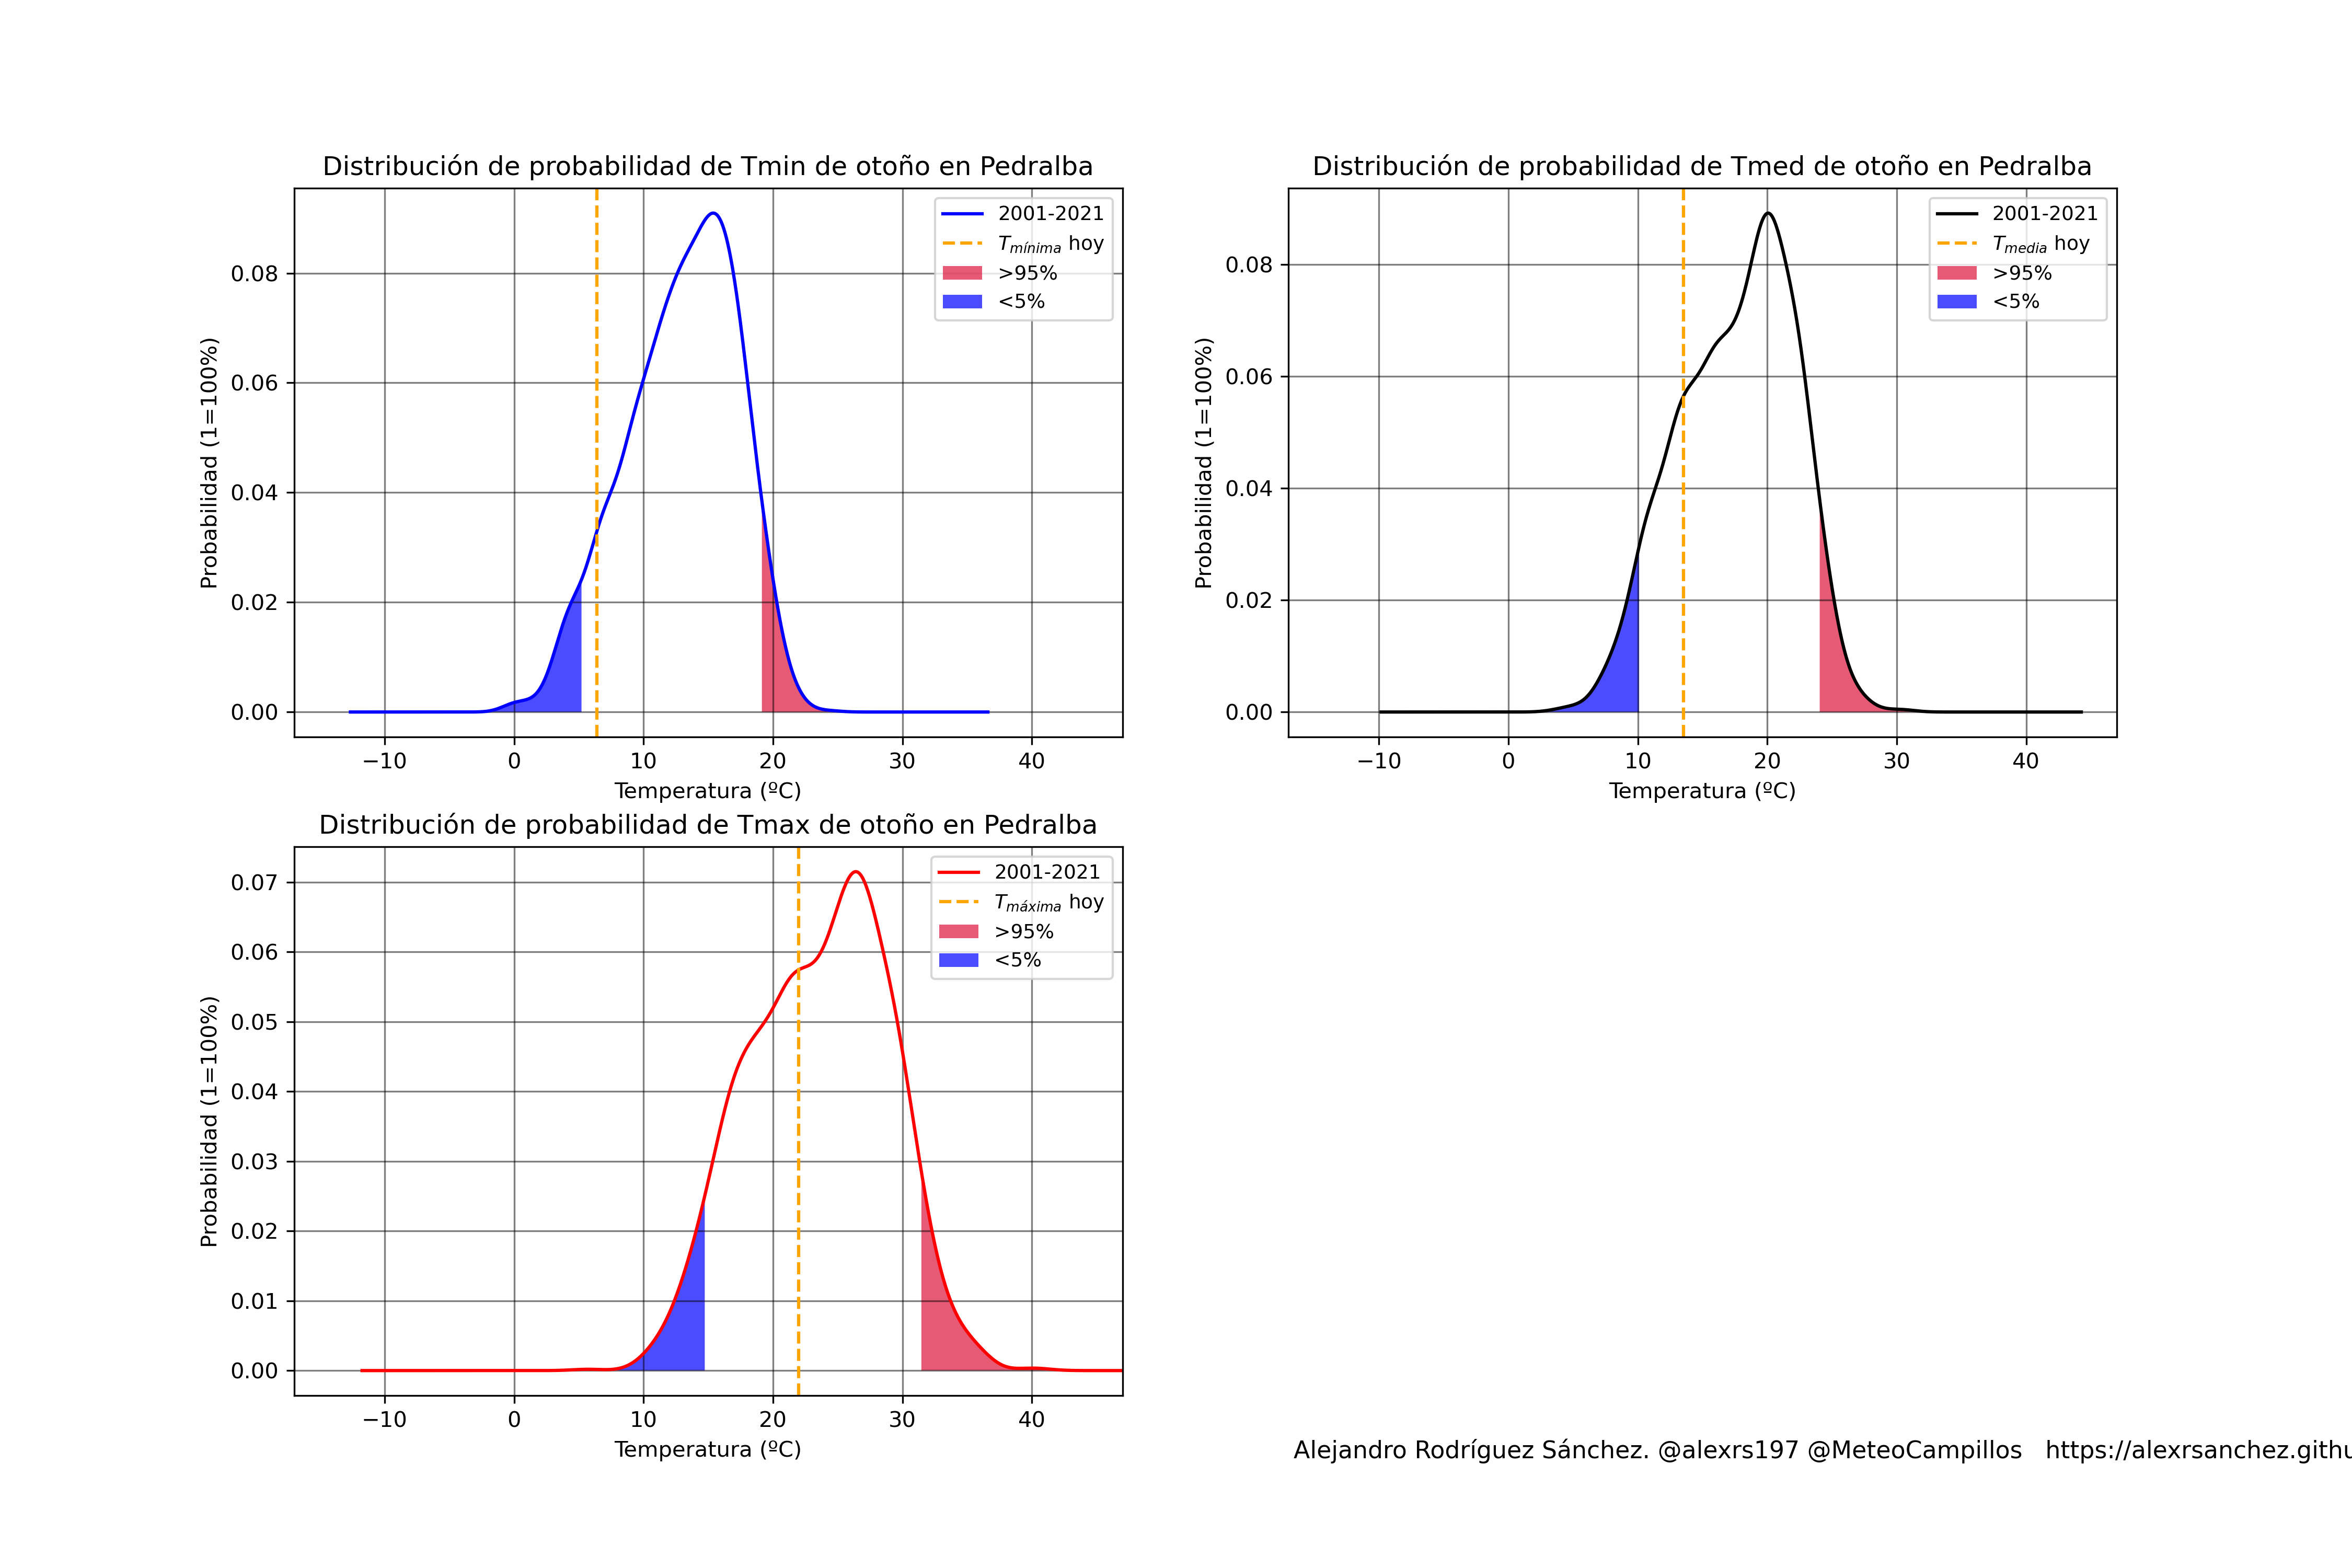 Distribución de probabilidad de Tmin de otoño en Pedralba
Probabilidad (1=100%)
0.08
0.06
0.04
0.02
0.00
−10 0 10 20 30 40
Temperatura (ºC)
2001-2021
Tmínima hoy
>95%
<5%
Distribución de probabilidad de Tmed de otoño en Pedralba
Probabilidad (1=100%)
0.08
0.06
0.04
0.02
0.00
−10 0 10 20 30 40
Temperatura (ºC)
2001-2021
Tmedia hoy
>95%
<5%
Distribución de probabilidad de Tmax de otoño en Pedralba
Probabilidad (1=100%)
0.07
0.06
0.05
0.04
0.03
0.02
0.01
0.00
−10 0 10 20 30 40
Temperatura (ºC)
2001-2021
Tmáxima hoy
>95%
<5%
Alejandro Rodríguez Sánchez. @alexrs197 @MeteoCampillos https://alexrsanchez.githu